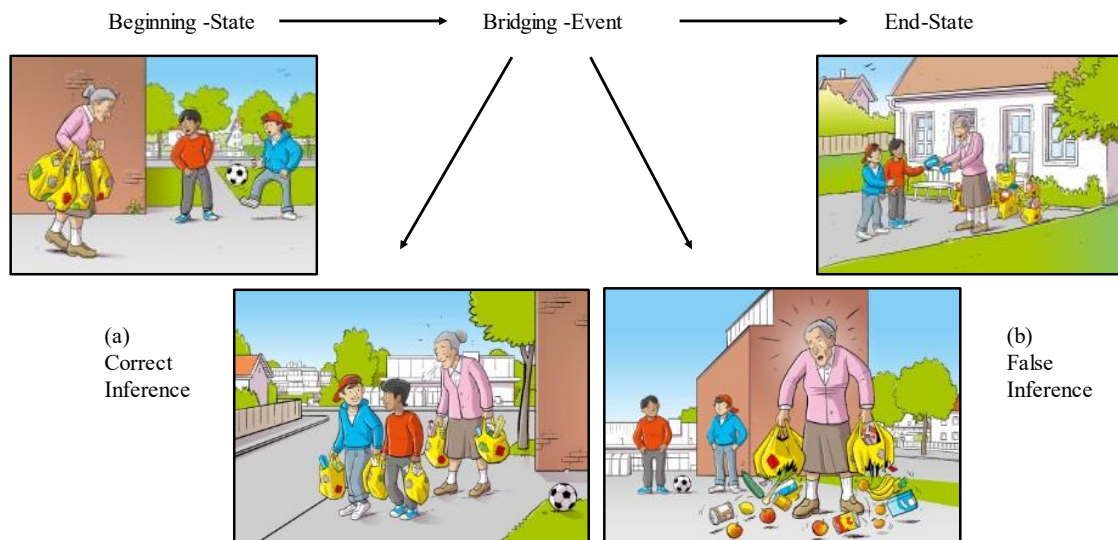 Beginning -State
Bridging -Event
End-State
(a)
Correct
Inference
(b)
False
Inference